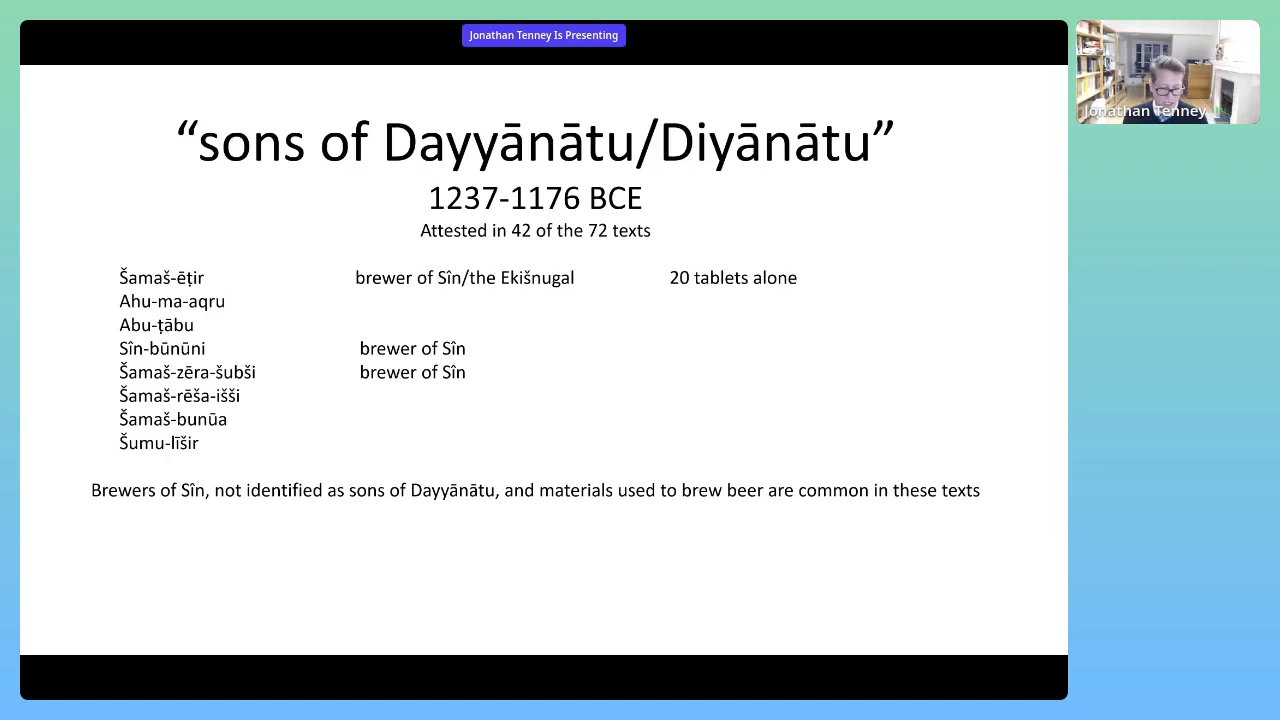 Jonathan Tenney Is Presenting
Jonathan Tenney
“sons of Dayyānātu/Diyānātu”
1237-1176 BCE
Attested in 42 of the 72 texts
Šamaš-ēṭir brewer of Sîn/the Ekišnugal 20 tablets alone
Ahu-ma-aqru
Abu-ṭābu
Sîn-būnūni brewer of Sîn
Šamaš-zēra-šubši brewer of Sîn
Šamaš-rēša-išši
Šamaš-bunūa
Šumu-līšir
Brewers of Sîn, not identified as sons of Dayyānātu, and materials used to brew beer are common in these texts